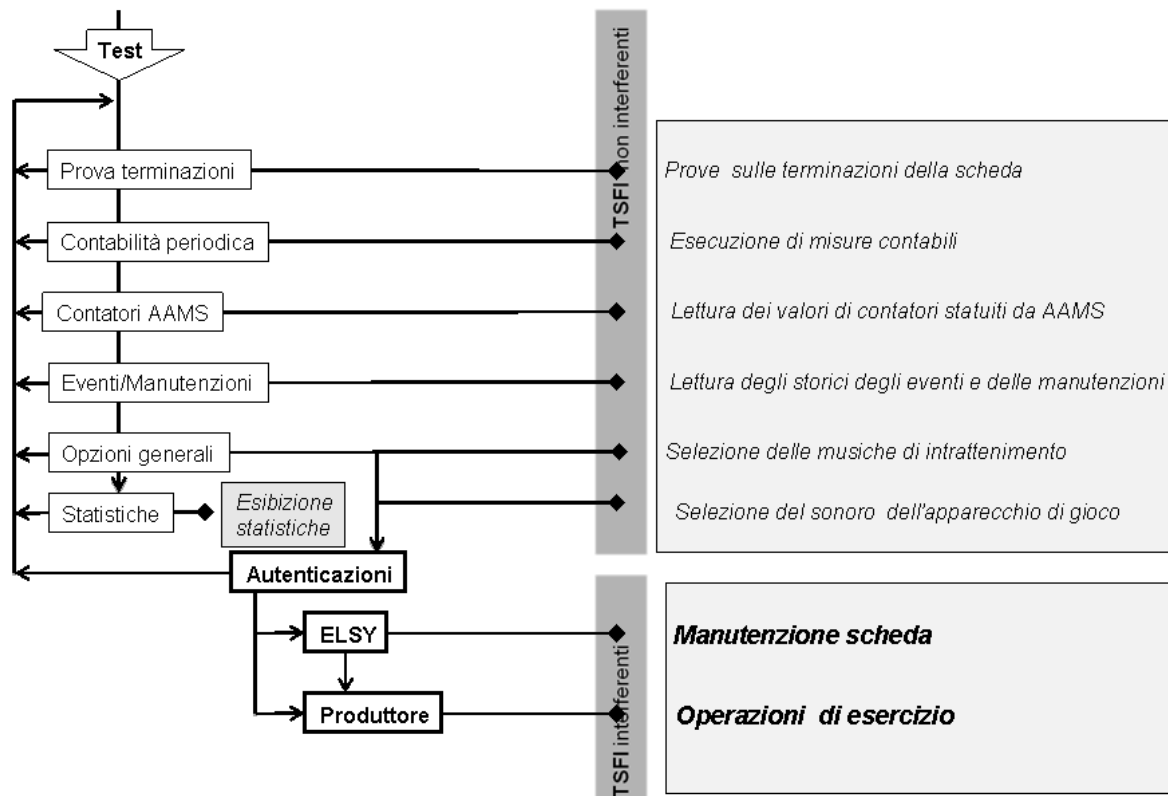 Test
TSFI non interferenti
Prova terminazioni
Prove sulle terminazioni della scheda
Contabilità periodica
Esecuzione di misure contabili
Contatori AAMS
Lettura dei valori di contatori statuiti da AAMS
Eventi/Manutenzioni
Lettura degli storici degli eventi e delle manutenzioni
Opzioni generali
Selezione delle musiche di intrattenimento
Statistiche
Esibizione
statistiche
Selezione del sonoro dell'apparecchio di gioco
Autenticazioni
ELSY
Manutenzione scheda
Produttore
Operazioni di esercizio
TSFI interferenti